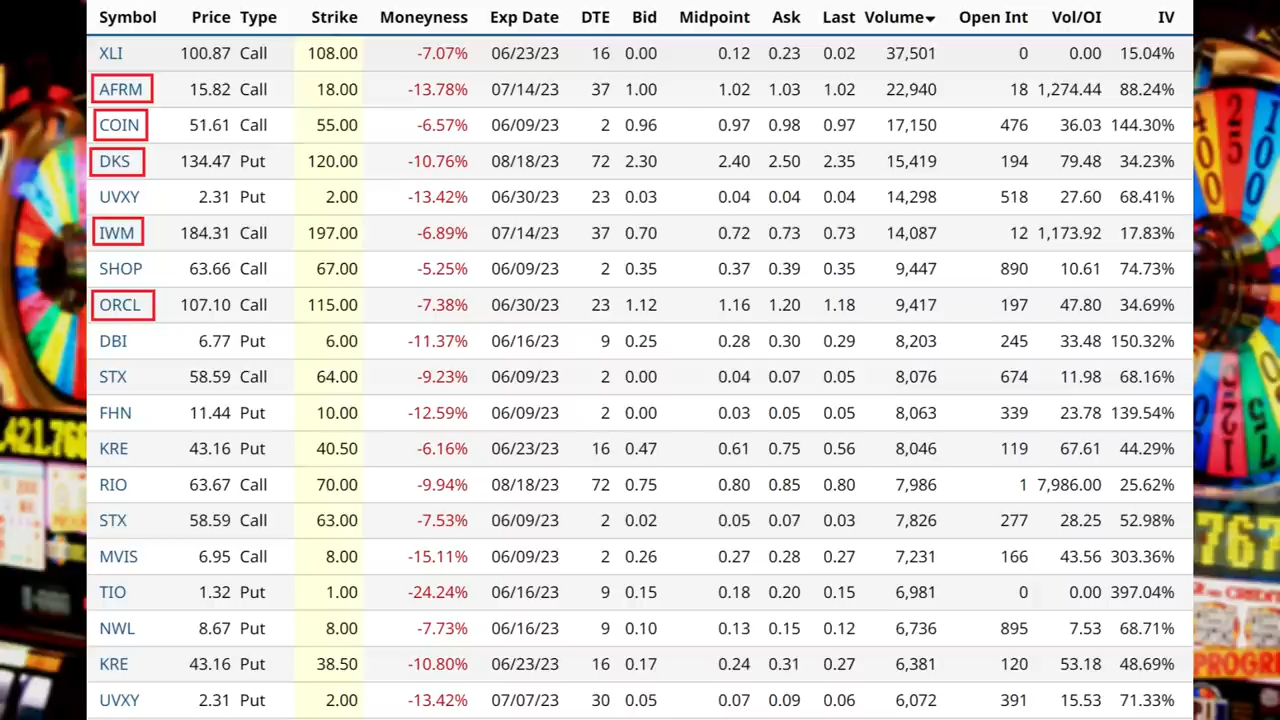 Symbol Price Type Strike Moneyness Exp Date DTE Bid Midpoint Ask Last Volume Open Int Vol/OI IV
XLI 100.87 Call 108.00 -7.07% 06/23/23 16 0.00 0.12 0.23 0.02 37,501 0 0.00 15.04%
AFRM 15.82 Call 18.00 -13.78% 07/14/23 37 1.00 1.02 1.03 1.02 22,940 18 1,274.44 88.24%
COIN 51.61 Call 55.00 -6.57% 06/09/23 2 0.96 0.97 0.98 0.97 17,150 476 36.03 144.30%
DKS 134.47 Put 120.00 -10.76% 08/18/23 72 2.30 2.40 2.50 2.35 15,419 194 79.48 34.23%
UVXY 2.31 Put 2.00 -13.42% 06/30/23 23 0.03 0.04 0.04 0.04 14,298 518 27.60 68.41%
IWM 184.31 Call 197.00 -6.89% 07/14/23 37 0.70 0.72 0.73 0.73 14,087 12 1,173.92 17.83%
SHOP 63.66 Call 67.00 -5.25% 06/09/23 2 0.35 0.37 0.39 0.35 9,447 890 10.61 74.73%
ORCL 107.10 Call 115.00 -7.38% 06/30/23 23 1.12 1.16 1.20 1.18 9,417 197 47.80 34.69%
DBI 6.77 Put 6.00 -11.37% 06/16/23 9 0.25 0.28 0.30 0.29 8,203 245 33.48 150.32%
STX 58.59 Call 64.00 -9.23% 06/09/23 2 0.00 0.04 0.07 0.05 8,076 674 11.98 68.16%
FHN 11.44 Put 10.00 -12.59% 06/09/23 2 0.00 0.03 0.05 0.05 8,063 339 23.78 139.54%
KRE 43.16 Put 40.50 -6.16% 06/23/23 16 0.47 0.61 0.75 0.56 8,046 119 67.61 44.29%
RIO 63.67 Call 70.00 -9.94% 08/18/23 72 0.75 0.80 0.85 0.80 7,986 1 7,986.00 25.62%
STX 58.59 Call 63.00 -7.53% 06/09/23 2 0.02 0.05 0.07 0.03 7,826 277 28.25 52.98%
MVIS 6.95 Call 8.00 -15.11% 06/09/23 2 0.26 0.27 0.28 0.27 7,231 166 43.56 303.36%
TIO 1.32 Put 1.00 -24.24% 06/16/23 9 0.15 0.18 0.20 0.15 6,981 0 0.00 397.04%
NWL 8.67 Put 8.00 -7.73% 06/16/23 9 0.10 0.13 0.15 0.12 6,736 895 7.53 68.71%
KRE 43.16 Put 38.50 -10.80% 06/23/23 16 0.17 0.24 0.31 0.27 6,381 120 53.18 48.69%
UVXY 2.31 Put 2.00 -13.42% 07/07/23 30 0.05 0.07 0.09 0.06 6,072 391 15.53 71.33%
767